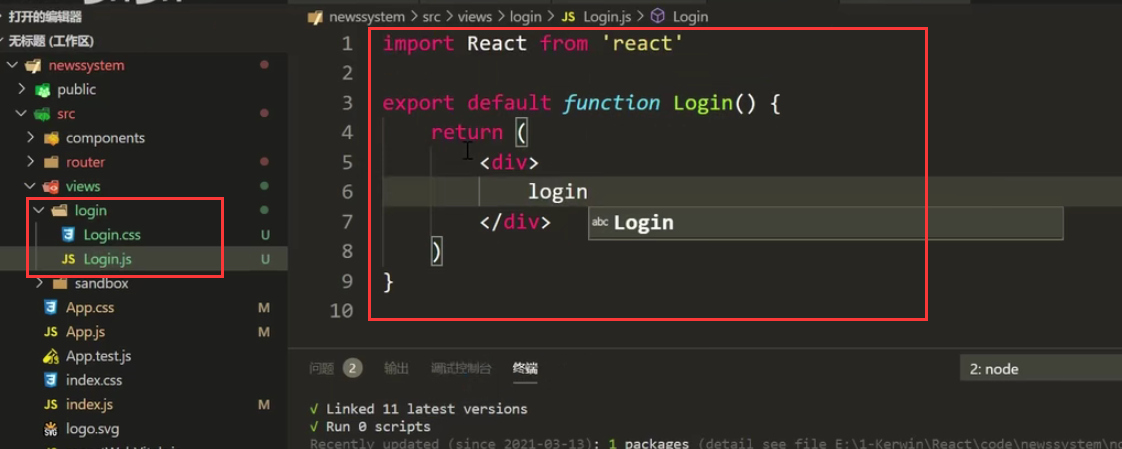 打开的编辑器
无标题 (工作区)
newssystem
public
src
components
router
views
login
Login.css U
Login.js U
sandbox
App.css M
App.js M
App.test.js
index.css
index.js M
logo.svg
newssystem > src > views > login > JS Login.js > Login
1 import React from 'react'
2
3 export default function Login() {
4 return (
5 <div>
6 login
7 </div>
8 )
9 }
10
abc Login
问题 2 输出 调试控制台 终端
2: node
√ Linked 11 latest versions
√ Run 0 scripts
Recently updated (since 2021-03-13): 1 packages (detail see file E:\1-Kerwin\React\code\newssystem\